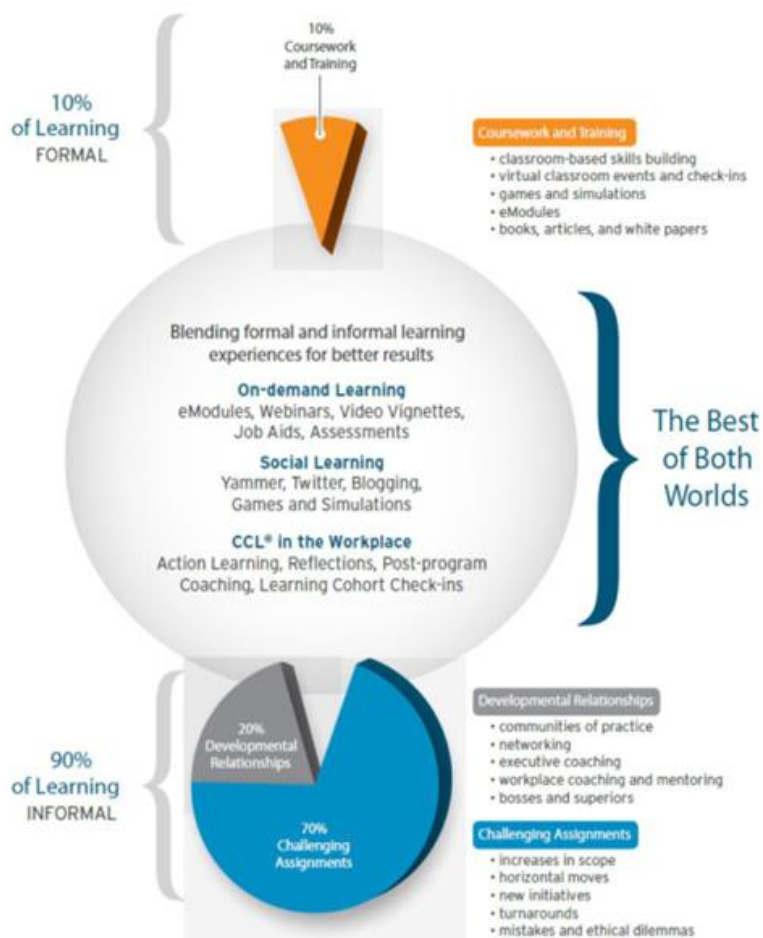 10%
Coursework
and Training
10%
of Learning
FORMAL
Coursework and Training
• classroom-based skills building
• virtual classroom events and check-ins
• games and simulations
• eModules
• books, articles, and white papers
Blending formal and informal learning
experiences for better results
On-demand Learning
eModules, Webinars, Video Vignettes,
Job Aids, Assessments
Social Learning
Yammer, Twitter, Blogging,
Games and Simulations
CCL® in the Workplace
Action Learning, Reflections, Post-program
Coaching, Learning Cohort Check-ins
The Best
of Both
Worlds
90%
of Learning
INFORMAL
20%
Developmental
Relationships
70%
Challenging
Assignments
Developmental Relationships
• communities of practice
• networking
• executive coaching
• workplace coaching and mentoring
• bosses and superiors
Challenging Assignments
• increases in scope
• horizontal moves
• new initiatives
• turnarounds
• mistakes and ethical dilemmas